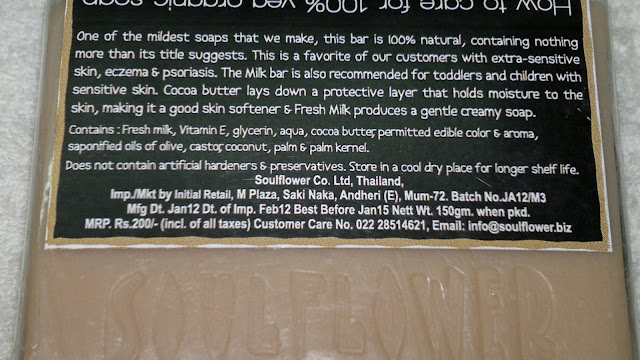 How to care for 100% veg organic soap
One of the mildest soaps that we make, this bar is 100% natural, containing nothing
more than its title suggests. This is a favorite of our customers with extra-sensitive
skin, eczema & psoriasis. The Milk bar is also recommended for toddlers and children with
sensitive skin. Cocoa butter lays down a protective layer that holds moisture to the
skin, making it a good skin softener & Fresh Milk produces a gentle creamy soap.
Contains : Fresh milk, Vitamin E, glycerin, aqua, cocoa butter, permitted edible color & aroma,
saponified oils of olive, castor, coconut, palm & palm kernel.
Does not contain artificial hardeners & preservatives. Store in a cool dry place for longer shelf life.
Soulflower Co. Ltd, Thailand,
Imp./Mkt by Initial Retail, M Plaza, Saki Naka, Andheri (E), Mum-72. Batch No.JA12/M3
Mfg Dt. Jan12 Dt. of Imp. Feb12 Best Before Jan15 Nett Wt. 150gm. when pkd.
MRP. Rs.200/- (incl. of all taxes) Customer Care No. 022 28514621, Email: info@soulflower.biz
SOULFLOWER